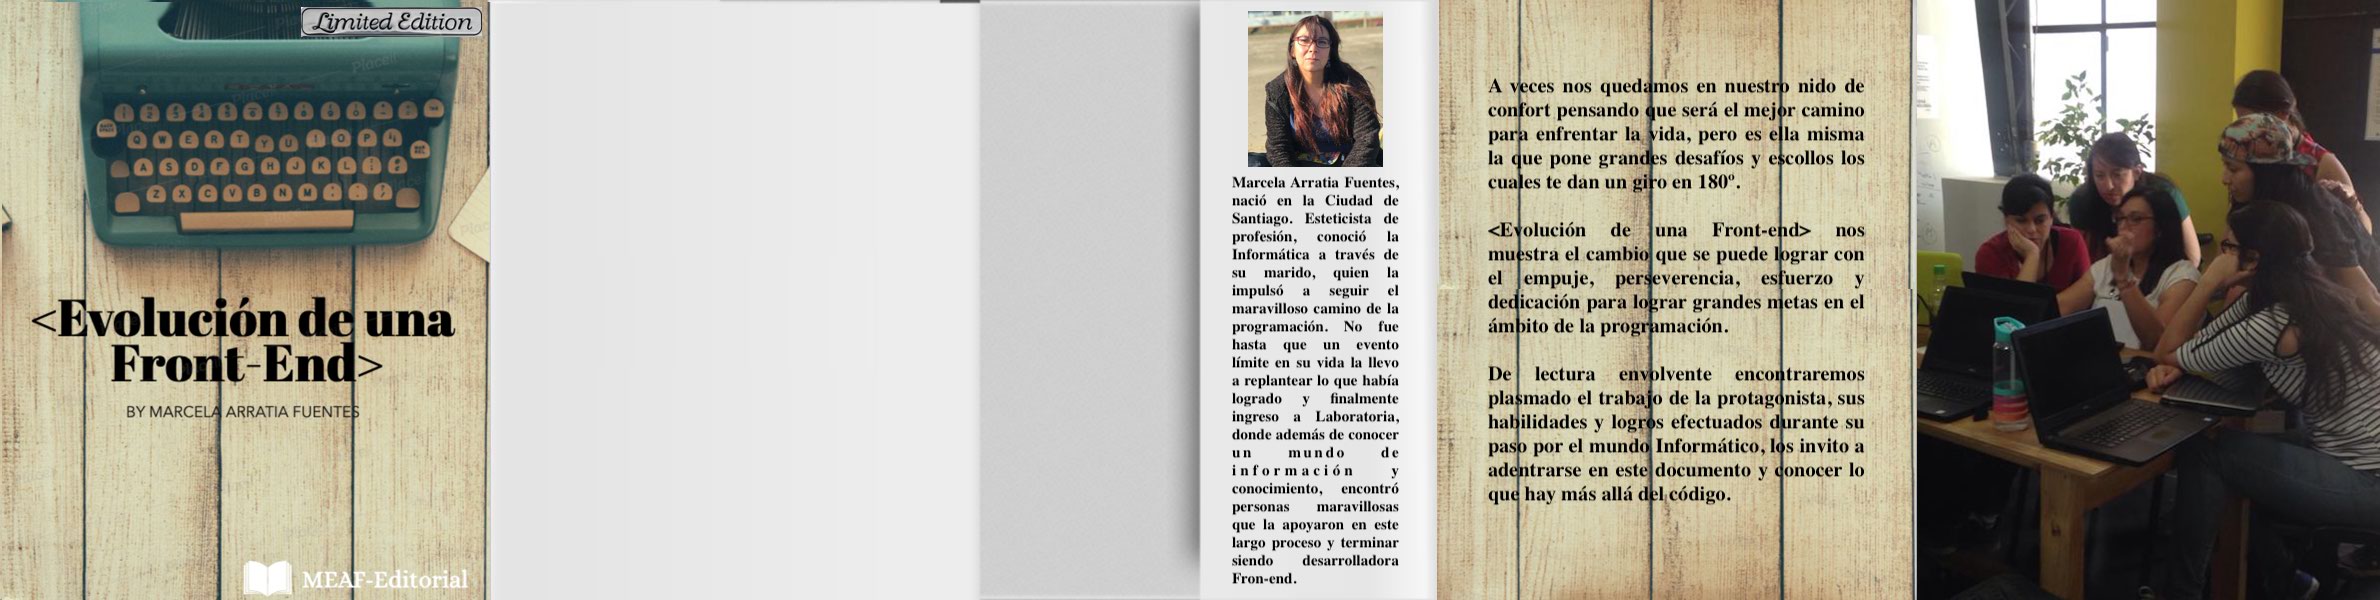 Limited Edition
<Evolución de una
Front-End>
BY MARCELA ARRATIA FUENTES
MEAF-Editorial
Marcela Arratia Fuentes,
nació en la Ciudad de
Santiago. Esteticista de
profesión, conoció la
Informática a través de
su marido, quien la
impulsó a seguir el
maravilloso camino de la
programación. No fue
hasta que un evento
límite en su vida la llevo
a replantear lo que había
logrado y finalmente
ingreso a Laboratoria,
donde además de conocer
un mundo de
información y
conocimiento, encontró
personas maravillosas
que la apoyaron en este
largo proceso y terminar
siendo desarrolladora
Fron-end.
A veces nos quedamos en nuestro nido de
confort pensando que será el mejor camino
para enfrentar la vida, pero es ella misma
la que pone grandes desafíos y escollos los
cuales te dan un giro en 180º.
<Evolución de una Front-end> nos
muestra el cambio que se puede lograr con
el empuje, perseverencia, esfuerzo y
dedicación para lograr grandes metas en el
ámbito de la programación.
De lectura envolvente encontraremos
plasmado el trabajo de la protagonista, sus
habilidades y logros efectuados durante su
paso por el mundo Informático, los invito a
adentrarse en este documento y conocer lo
que hay más allá del código.